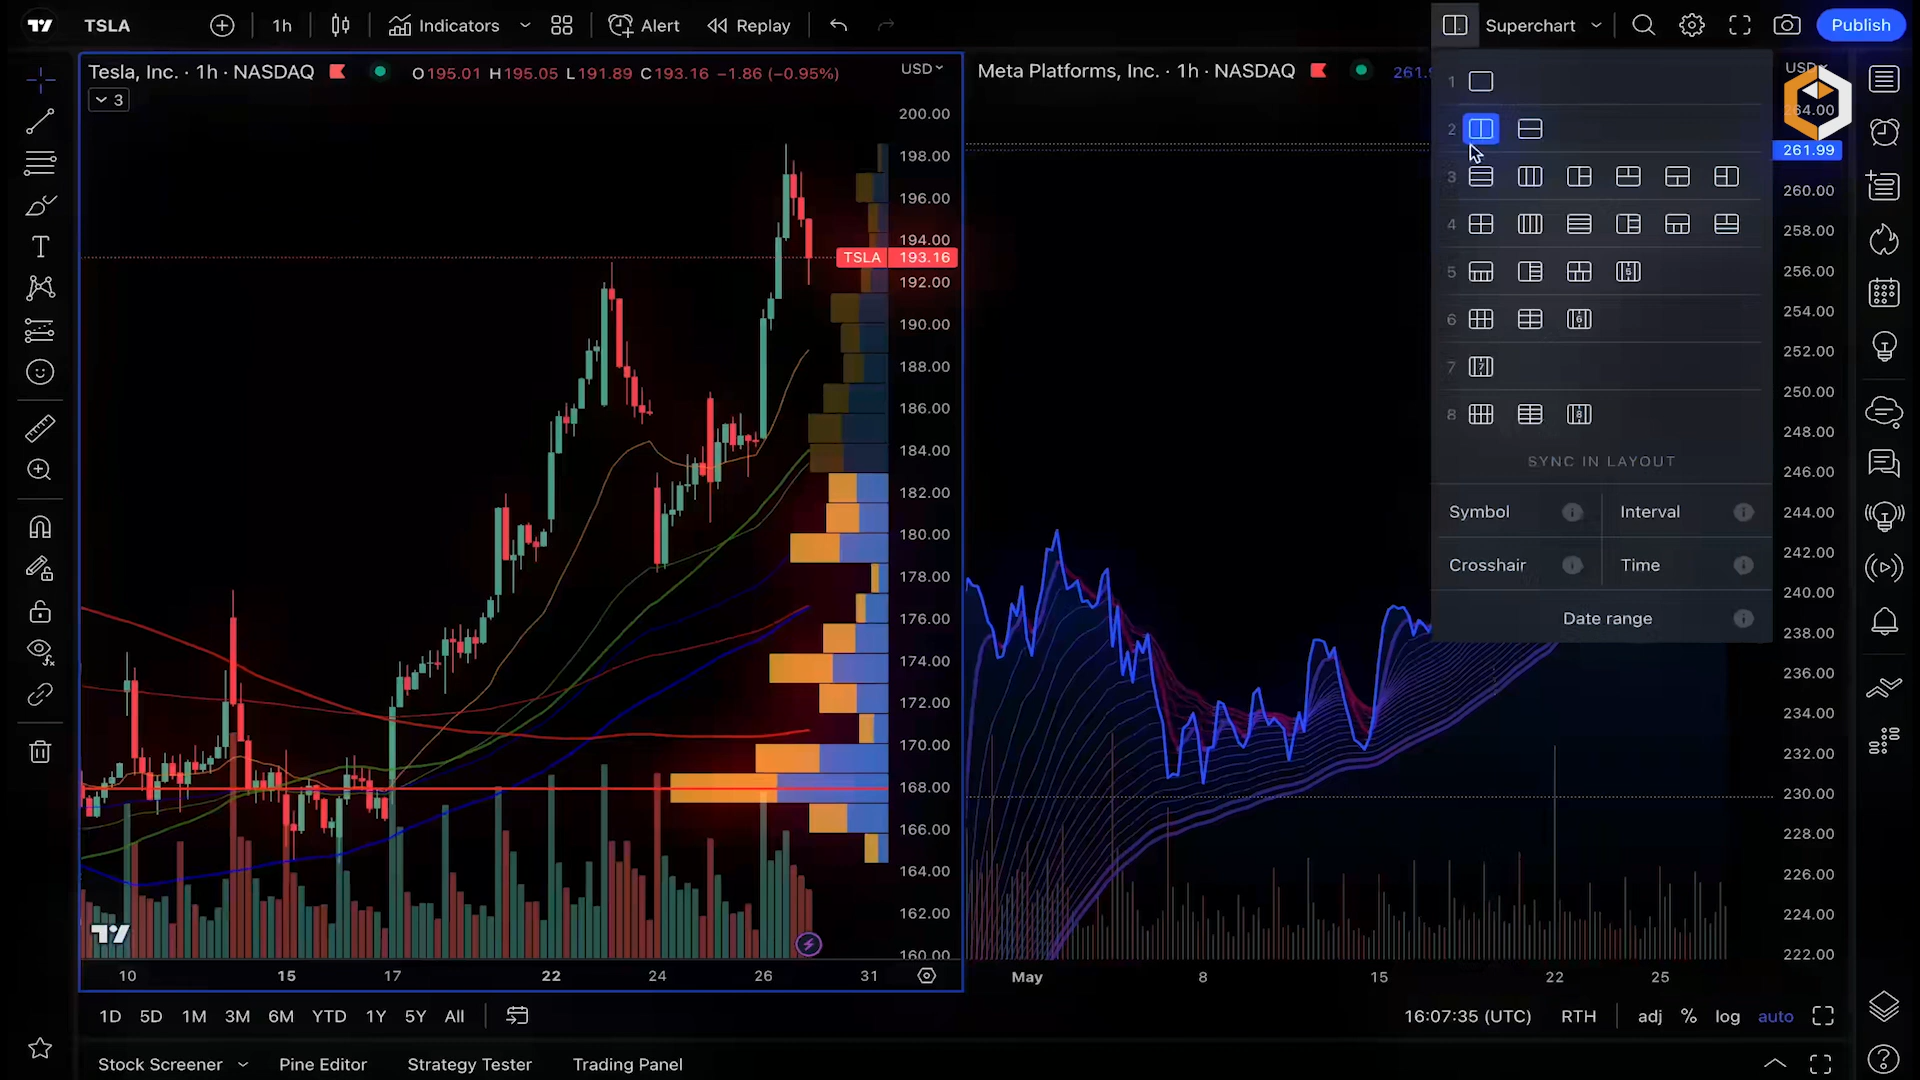 TSLA
1h
Indicators
Alert
Replay
Superchart
Publish
Tesla, Inc. · 1h · NASDAQ
O195.01 H195.05 L191.89 C193.16 −1.86 (−0.95%)
USD
3
Meta Platforms, Inc. · 1h · NASDAQ
USD
200.00
198.00
196.00
194.00
TSLA 193.16
192.00
190.00
188.00
186.00
184.00
182.00
180.00
178.00
176.00
174.00
172.00
170.00
168.00
166.00
164.00
162.00
160.00
10 15 17 22 24 26 31
1
2
3
4
5
6
7
8
SYNC IN LAYOUT
Symbol
Interval
Crosshair
Time
Date range
261.99
260.00
258.00
256.00
254.00
252.00
250.00
248.00
246.00
244.00
242.00
240.00
238.00
236.00
234.00
232.00
230.00
228.00
226.00
224.00
222.00
May 8 15 22 25
1D 5D 1M 3M 6M YTD 1Y 5Y All
16:07:35 (UTC) RTH adj % log auto
Stock Screener Pine Editor Strategy Tester Trading Panel